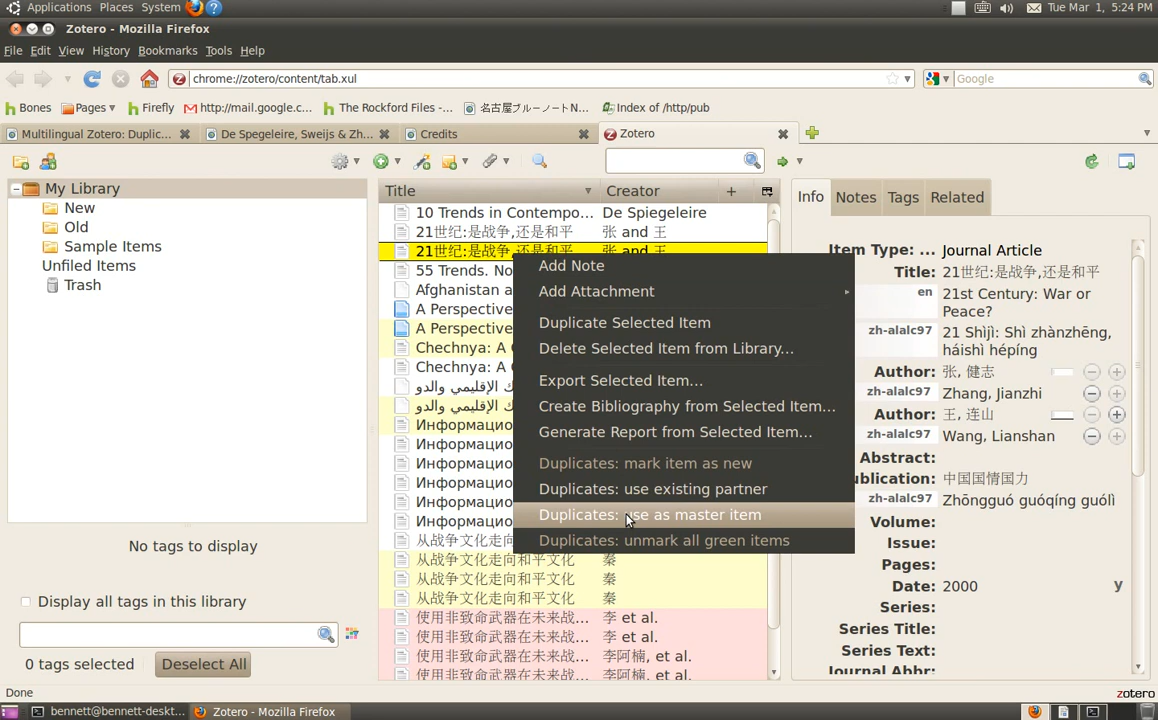 Applications Places System
Tue Mar 1, 5:24 PM
Zotero - Mozilla Firefox
File Edit View History Bookmarks Tools Help
chrome://zotero/content/tab.xul
Google
Bones Pages Firefly http://mail.google.c... The Rockford Files -... 名古屋ブルーノートN... Index of /http/pub
Multilingual Zotero: Duplic... De Spegeleire, Sweijs & Zh... Credits Zotero
My Library
New
Old
Sample Items
Unfiled Items
Trash
No tags to display
Display all tags in this library
0 tags selected Deselect All
Title Creator
10 Trends in Contempo... De Spiegeleire
21世纪:是战争,还是和平 张 and 王
21世纪:是战争,还是和平 张 and 王
55 Trends. No
Afghanistan a
A Perspective
A Perspective
Chechnya: A C
Chechnya: A C
ك الإقليمي والدو
ك الإقليمي والدو
Информацио
Информацио
Информацио
Информацио
Информацио
Информацио
从战争文化走向和平文化 秦
从战争文化走向和平文化 秦
从战争文化走向和平文化 秦
从战争文化走向和平文化 秦
使用非致命武器在未来战... 李 et al.
使用非致命武器在未来战... 李 et al.
使用非致命武器在未来战... 李阿楠, et al.
使用非致命武器在未来战... 李阿楠, et al.
Add Note
Add Attachment
Duplicate Selected Item
Delete Selected Item from Library...
Export Selected Item...
Create Bibliography from Selected Item...
Generate Report from Selected Item...
Duplicates: mark item as new
Duplicates: use existing partner
Duplicates: use as master item
Duplicates: unmark all green items
Info Notes Tags Related
Item Type: ... Journal Article
Title: 21世纪:是战争,还是和平
en 21st Century: War or
Peace?
zh-alalc97 21 Shìjì: Shì zhànzhēng,
háishì hépíng
Author: 张, 健志
zh-alalc97 Zhang, Jianzhi
Author: 王, 连山
zh-alalc97 Wang, Lianshan
Abstract:
ublication: 中国国情国力
zh-alalc97 Zhōngguó guóqíng guólì
Volume:
Issue:
Pages:
Date: 2000 y
Series:
Series Title:
Series Text:
Journal Abbr:
Done
zotero
bennett@bennett-deskt... Zotero - Mozilla Firefox